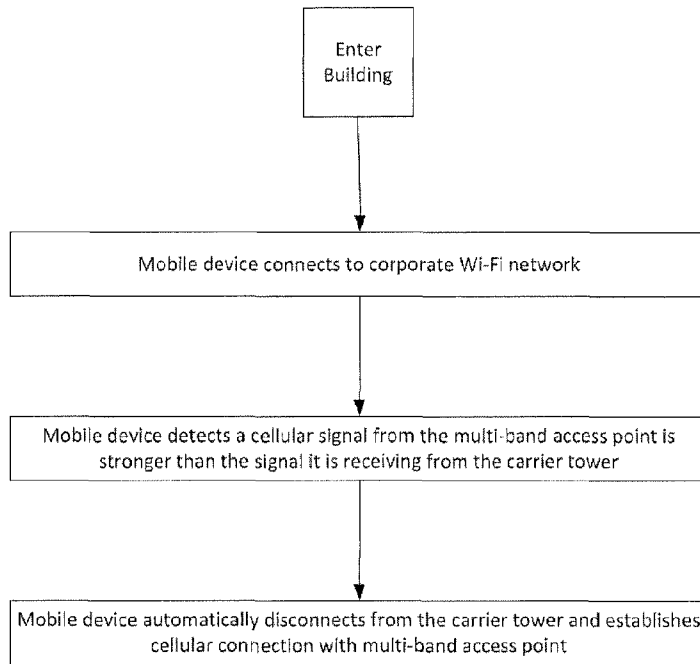 Enter
Building
Mobile device connects to corporate Wi-Fi network
Mobile device detects a cellular signal from the multi-band access point is
stronger than the signal it is receiving from the carrier tower
Mobile device automatically disconnects from the carrier tower and establishes
cellular connection with multi-band access point